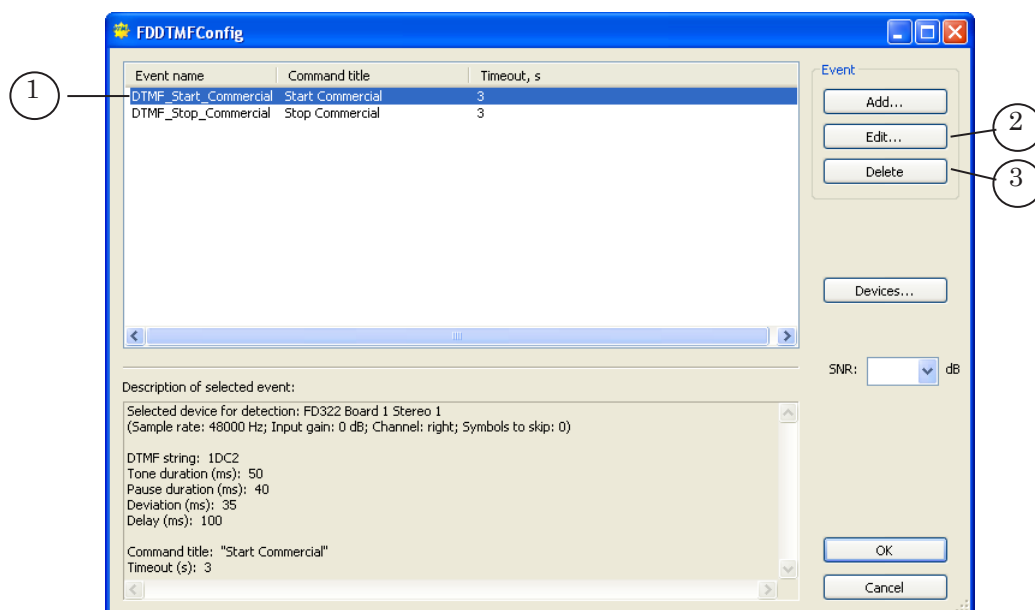 FDDTMFConfig
Event name Command title Timeout, s
1
DTMF_Start_Commercial Start Commercial 3
DTMF_Stop_Commercial Stop Commercial 3
Event
Add...
Edit...
2
Delete
3
Devices...
SNR: dB
Description of selected event:
Selected device for detection: FD322 Board 1 Stereo 1
(Sample rate: 48000 Hz; Input gain: 0 dB; Channel: right; Symbols to skip: 0)
DTMF string: 1DC2
Tone duration (ms): 50
Pause duration (ms): 40
Deviation (ms): 35
Delay (ms): 100
Command title: "Start Commercial"
Timeout (s): 3
OK
Cancel